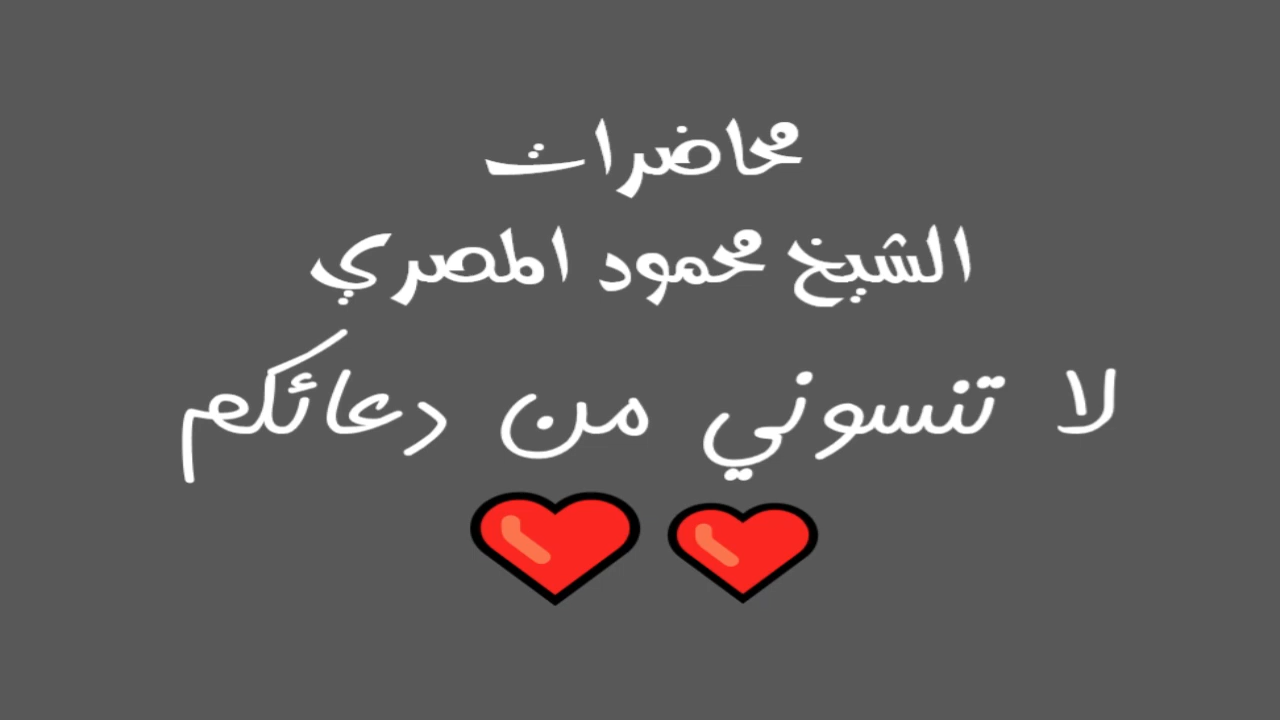 محاضرات
الشيخ محمود المصري
لا تنسوني من دعائكم